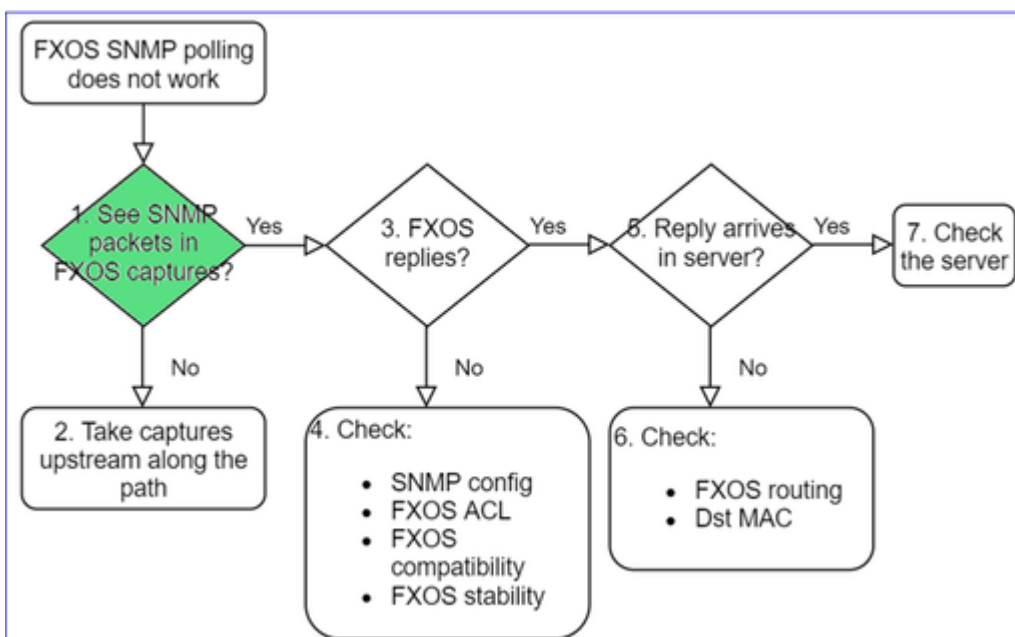 FXOS SNMP polling
does not work
1. See SNMP
packets in
FXOS captures?
Yes
3. FXOS
replies?
Yes
5. Reply arrives
in server?
Yes
7. Check
the server
No
No
No
2. Take captures
upstream along the
path
4. Check:
• SNMP config
• FXOS ACL
• FXOS
compatibility
• FXOS stability
6. Check:
• FXOS routing
• Dst MAC